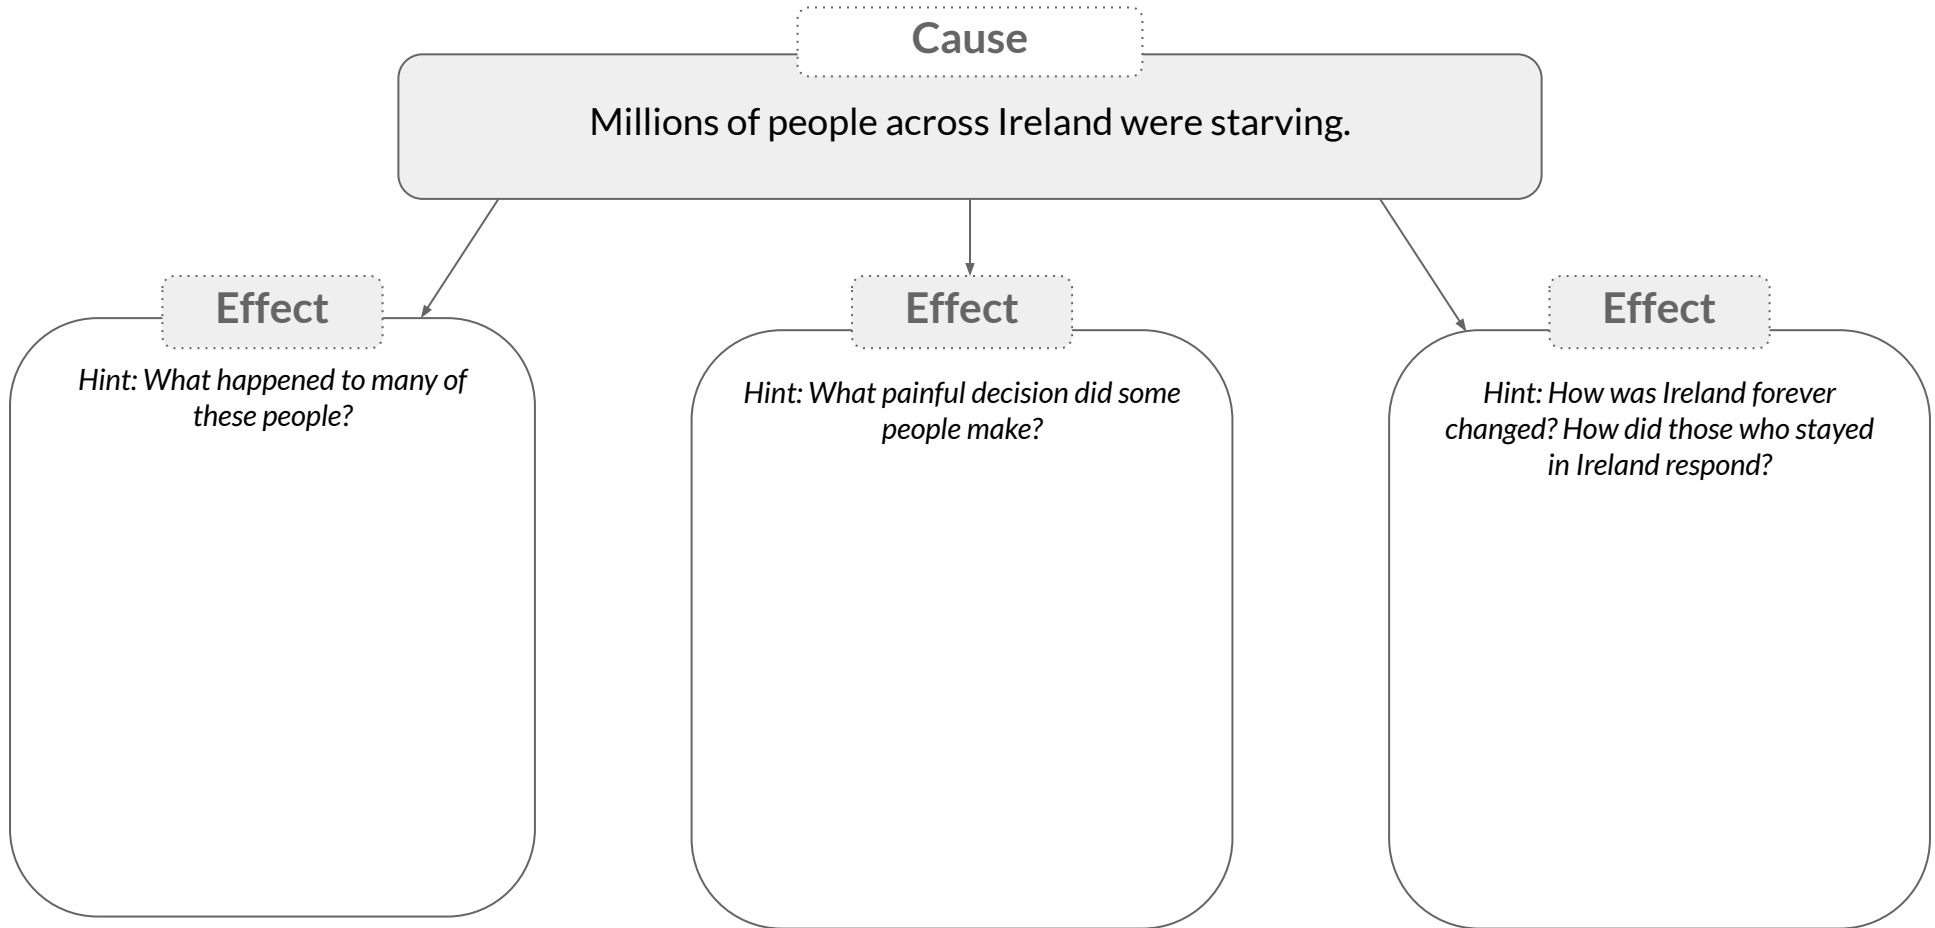 Cause
Millions of people across Ireland were starving.
Effect
Hint: What happened to many of
these people?
Effect
Hint: What painful decision did some
people make?
Effect
Hint: How was Ireland forever
changed? How did those who stayed
in Ireland respond?